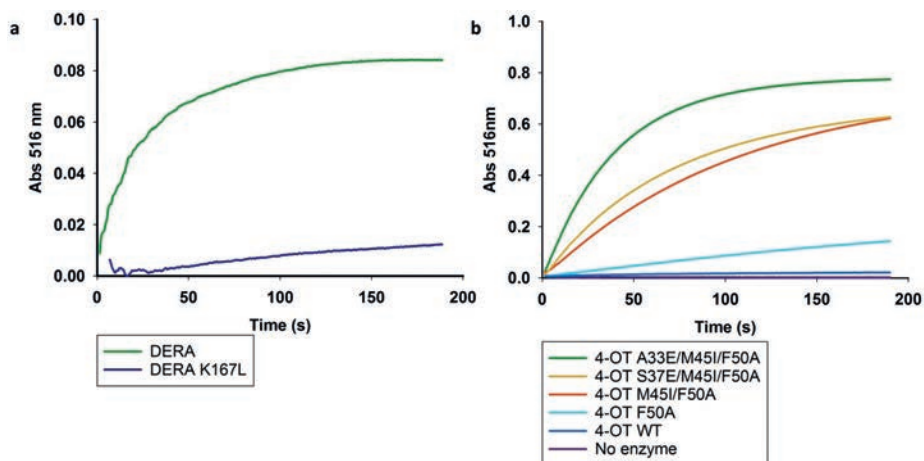 a
Abs 516 nm
0.10
0.08
0.06
0.04
0.02
0.00
0
50
100
150
200
Time (s)
DERA
DERA K167L
b
Abs 516nm
1.0
0.8
0.6
0.4
0.2
0.0
0
50
100
150
200
Time (s)
4-OT A33E/M45I/F50A
4-OT S37E/M45I/F50A
4-OT M45I/F50A
4-OT F50A
4-OT WT
No enzyme